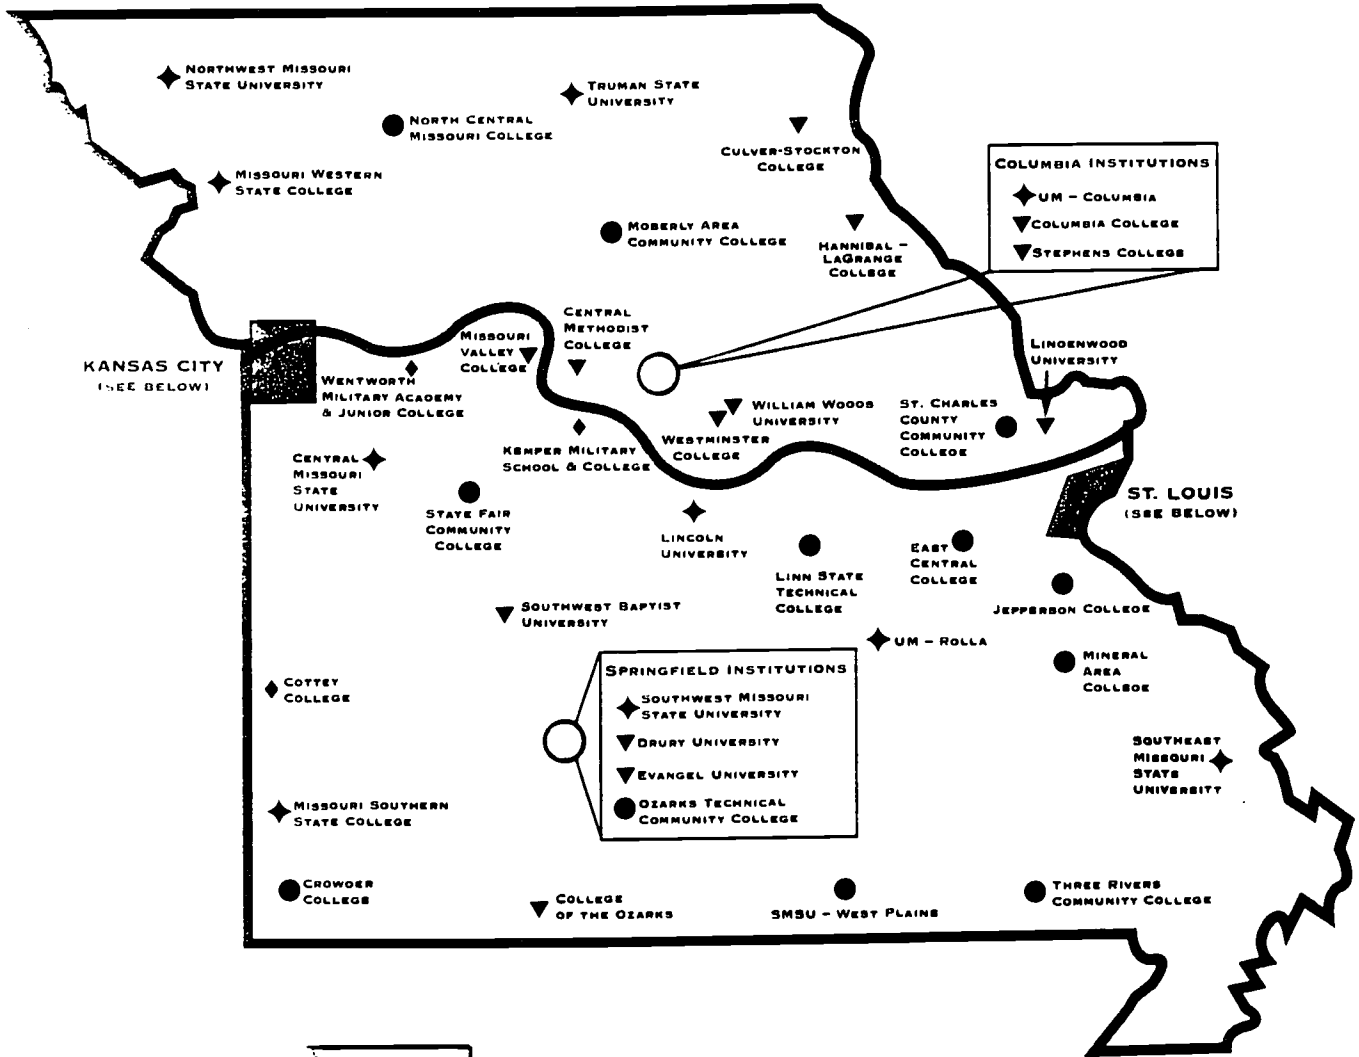 NORTHWEST MISSOURI
STATE UNIVERSITY
TRUMAN STATE
UNIVERSITY
NORTH CENTRAL
MISSOURI COLLEGE
CULVER-STOCKTON
COLLEGE
MISSOURI WESTERN
STATE COLLEGE
COLUMBIA INSTITUTIONS
UM – COLUMBIA
COLUMBIA COLLEGE
STEPHENS COLLEGE
MOBERLY AREA
COMMUNITY COLLEGE
HANNIBAL –
LAGRANGE
COLLEGE
CENTRAL
METHODIST
COLLEGE
MISSOURI
VALLEY
COLLEGE
LINDENWOOD
UNIVERSITY
KANSAS CITY
(SEE BELOW)
WENTWORTH
MILITARY ACADEMY
& JUNIOR COLLEGE
WILLIAM WOODS
UNIVERSITY
ST. CHARLES
COUNTY
COMMUNITY
COLLEGE
WESTMINSTER
COLLEGE
KEMPER MILITARY
SCHOOL & COLLEGE
CENTRAL
MISSOURI
STATE
UNIVERSITY
STATE FAIR
COMMUNITY
COLLEGE
ST. LOUIS
(SEE BELOW)
LINCOLN
UNIVERSITY
EAST
CENTRAL
COLLEGE
LINN STATE
TECHNICAL
COLLEGE
JEFFERSON COLLEGE
SOUTHWEST BAPTIST
UNIVERSITY
UM – ROLLA
MINERAL
AREA
COLLEGE
COTTEY
COLLEGE
SPRINGFIELD INSTITUTIONS
SOUTHWEST MISSOURI
STATE UNIVERSITY
DRURY UNIVERSITY
EVANGEL UNIVERSITY
OZARKS TECHNICAL
COMMUNITY COLLEGE
SOUTHEAST
MISSOURI
STATE
UNIVERSITY
MISSOURI SOUTHERN
STATE COLLEGE
CROWDER
COLLEGE
COLLEGE
OF THE OZARKS
SMSU – WEST PLAINS
THREE RIVERS
COMMUNITY COLLEGE